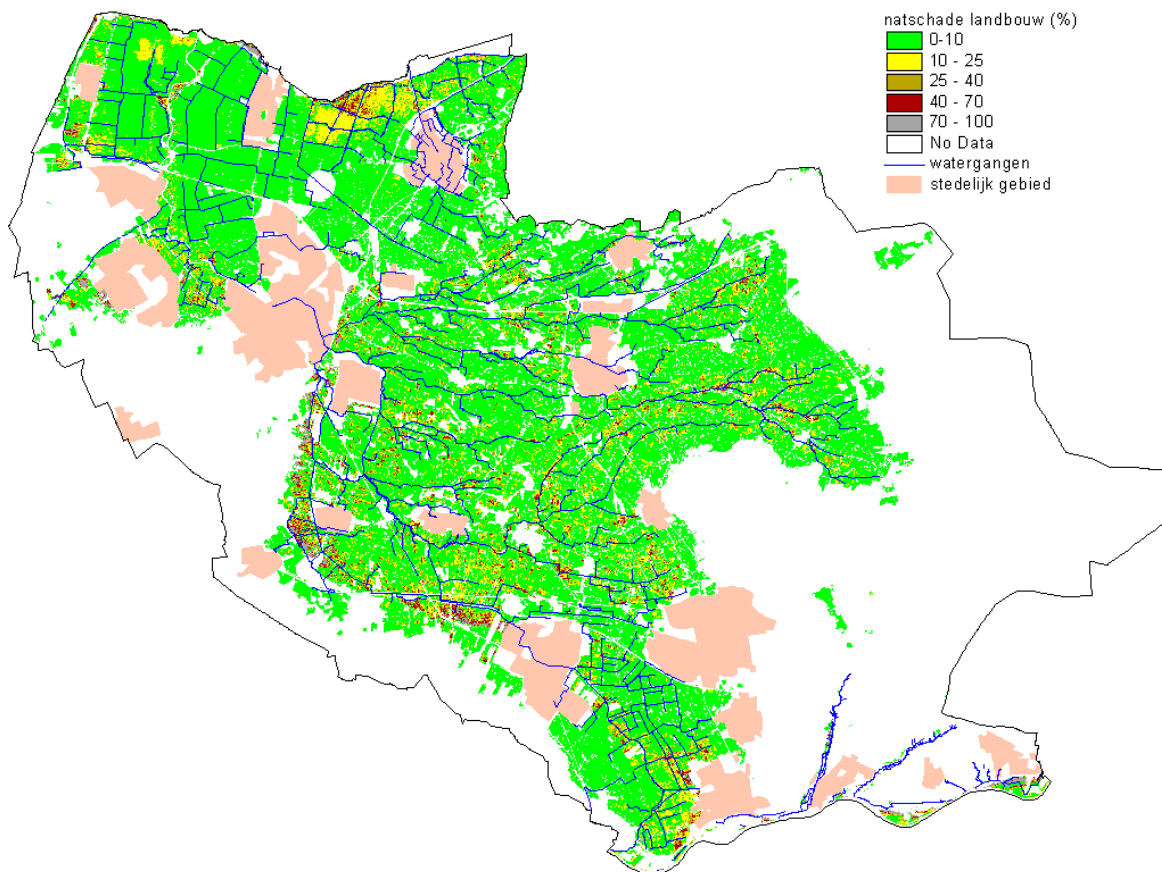 natschade landbouw (%)
0-10
10 - 25
25 - 40
40 - 70
70 - 100
No Data
watergangen
stedelijk gebied